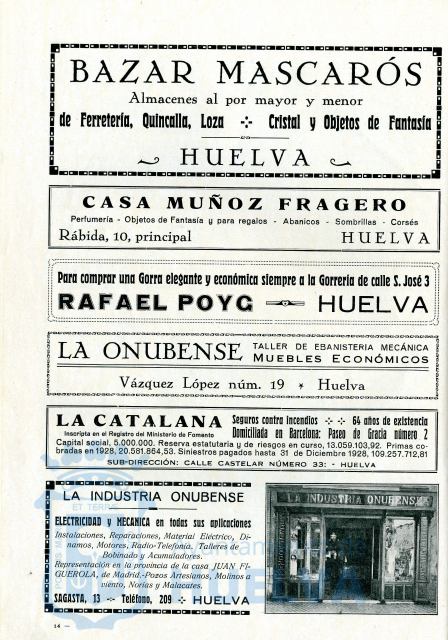 BAZAR MASCARÓS
Almacenes al por mayor y menor
de Ferretería, Quincalla, Loza -:- Cristal y Objetos de Fantasía
HUELVA
CASA MUÑOZ FRAGERO
Perfumería - Objetos de Fantasía y para regalos - Abanicos - Sombrillas - Corsés
Rábida, 10, principal HUELVA
Para comprar una Gorra elegante y económica siempre a la Gorrería de calle S. José 3
RAFAEL POYG — HUELVA
LA ONUBENSE TALLER DE EBANISTERIA MECÁNICA
MUEBLES ECONÓMICOS
Vázquez López núm. 19 * Huelva
LA CATALANA Seguros contra incendios -:- 64 años de existencia
Inscripta en el Registro del Ministerio de Fomento Domiciliada en Barcelona: Paseo de Gracia número 2
Capital social, 5.000.000. Reserva estatutaria y de riesgos en curso, 13.059.103,92. Primas co-
bradas en 1928, 20.581.864,53. Siniestros pagados hasta 31 de Diciembre 1928, 109.257.712,81
SUB-DIRECCIÓN: CALLE CASTELAR NÚMERO 33: - HUELVA
LA INDUSTRIA ONUBENSE
ELECTRICIDAD y MECANICA en todas sus aplicaciones
Instalaciones, Reparaciones, Material Eléctrico, Di-
namos, Motores, Radio-Telefonía. Talleres de
Bobinado y Acumuladores.
Representación en la provincia de la casa JUAN FI-
GUEROLA, de Madrid.-Pozos Artesianos, Molinos a
viento, Norias y Malacates.
SAGASTA, 13 — Teléfono, 209 HUELVA
LA INDUSTRIA ONUBENSE
14 —